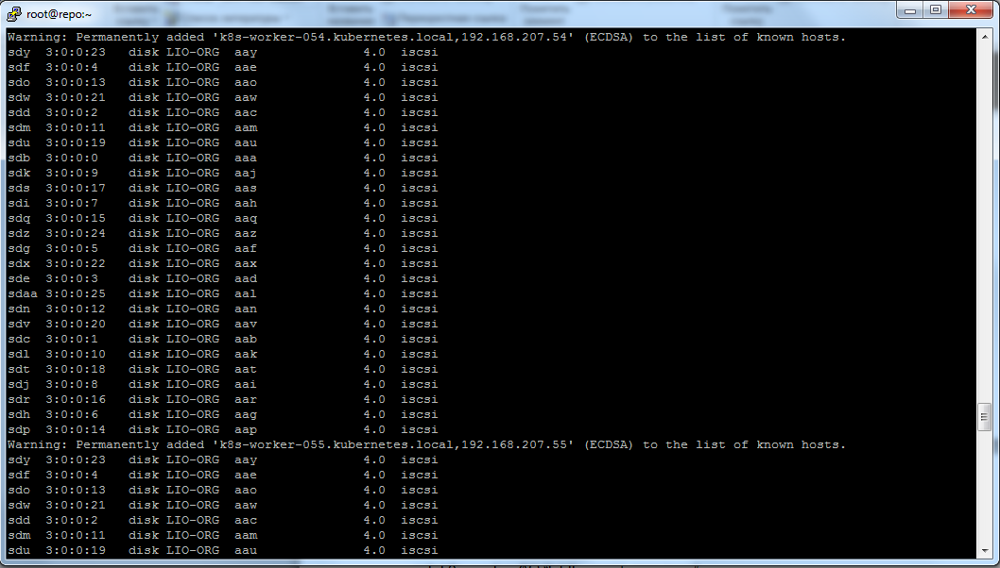 root@repo:~
Warning: Permanently added 'k8s-worker-054.kubernetes.local,192.168.207.54' (ECDSA) to the list of known hosts.
sdy  3:0:0:23   disk LIO-ORG  aay              4.0  iscsi
sdf  3:0:0:4    disk LIO-ORG  aae              4.0  iscsi
sdo  3:0:0:13   disk LIO-ORG  aao              4.0  iscsi
sdw  3:0:0:21   disk LIO-ORG  aaw              4.0  iscsi
sdd  3:0:0:2    disk LIO-ORG  aac              4.0  iscsi
sdm  3:0:0:11   disk LIO-ORG  aam              4.0  iscsi
sdu  3:0:0:19   disk LIO-ORG  aau              4.0  iscsi
sdb  3:0:0:0    disk LIO-ORG  aaa              4.0  iscsi
sdk  3:0:0:9    disk LIO-ORG  aaj              4.0  iscsi
sds  3:0:0:17   disk LIO-ORG  aas              4.0  iscsi
sdi  3:0:0:7    disk LIO-ORG  aah              4.0  iscsi
sdq  3:0:0:15   disk LIO-ORG  aaq              4.0  iscsi
sdz  3:0:0:24   disk LIO-ORG  aaz              4.0  iscsi
sdg  3:0:0:5    disk LIO-ORG  aaf              4.0  iscsi
sdx  3:0:0:22   disk LIO-ORG  aax              4.0  iscsi
sde  3:0:0:3    disk LIO-ORG  aad              4.0  iscsi
sdaa 3:0:0:25   disk LIO-ORG  aal              4.0  iscsi
sdn  3:0:0:12   disk LIO-ORG  aan              4.0  iscsi
sdv  3:0:0:20   disk LIO-ORG  aav              4.0  iscsi
sdc  3:0:0:1    disk LIO-ORG  aab              4.0  iscsi
sdl  3:0:0:10   disk LIO-ORG  aak              4.0  iscsi
sdt  3:0:0:18   disk LIO-ORG  aat              4.0  iscsi
sdj  3:0:0:8    disk LIO-ORG  aai              4.0  iscsi
sdr  3:0:0:16   disk LIO-ORG  aar              4.0  iscsi
sdh  3:0:0:6    disk LIO-ORG  aag              4.0  iscsi
sdp  3:0:0:14   disk LIO-ORG  aap              4.0  iscsi
Warning: Permanently added 'k8s-worker-055.kubernetes.local,192.168.207.55' (ECDSA) to the list of known hosts.
sdy  3:0:0:23   disk LIO-ORG  aay              4.0  iscsi
sdf  3:0:0:4    disk LIO-ORG  aae              4.0  iscsi
sdo  3:0:0:13   disk LIO-ORG  aao              4.0  iscsi
sdw  3:0:0:21   disk LIO-ORG  aaw              4.0  iscsi
sdd  3:0:0:2    disk LIO-ORG  aac              4.0  iscsi
sdm  3:0:0:11   disk LIO-ORG  aam              4.0  iscsi
sdu  3:0:0:19   disk LIO-ORG  aau              4.0  iscsi